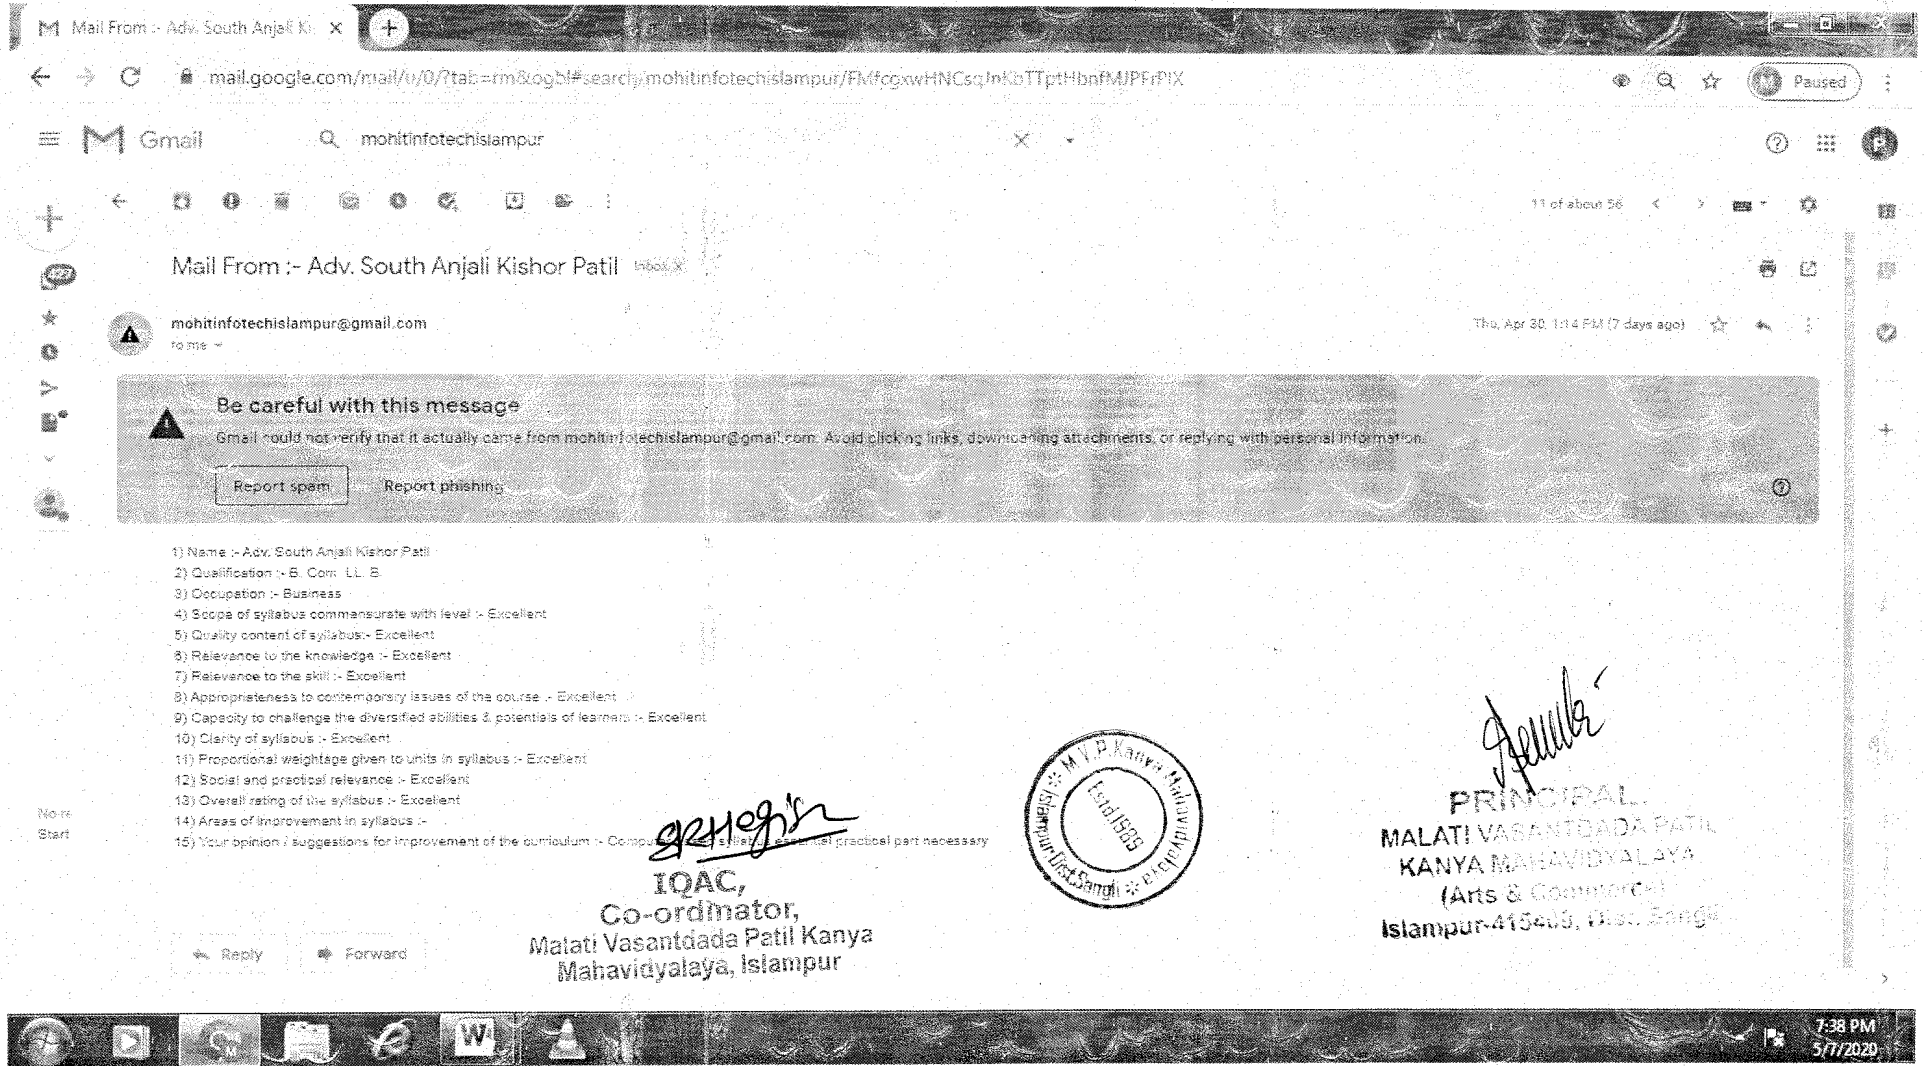 Mail From :- Adv. South Anjali Ki
mail.google.com/mail/u/0/?tab=rm&ogbl#search/mohitinfotechislampur/
Paused
Gmail
mohitinfotechislampur
P
11 of about 56
Mail From :- Adv. South Anjali Kishor Patil Inbox x
mohitinfotechislampur@gmail.com
Thu, Apr 30, 1:14 PM (7 days ago)
to me
Be careful with this message
Gmail could not verify that it actually came from mohitinfotechislampur@gmail.com. Avoid clicking links, downloading attachments, or replying with personal information.
Report spam
Report phishing
1) Name :- Adv. South Anjali Kishor Patil
2) Qualification :- B. Com LL. B.
3) Occupation :- Business
4) Scope of syllabus commensurate with level :- Excellent
5) Quality content of syllabus:- Excellent
6) Relevance to the knowledge :- Excellent
7) Relevance to the skill :- Excellent
8) Appropriateness to contemporary issues of the course :- Excellent
9) Capacity to challenge the diversified abilities & potentials of learners :- Excellent
10) Clarity of syllabus :- Excellent
11) Proportional weightage given to units in syllabus :- Excellent
12) Social and practical relevance :- Excellent
13) Overall rating of the syllabus :- Excellent
14) Areas of improvement in syllabus :-
15) Your opinion / suggestions for improvement of the curriculum :- syllabus essential practical part necessary
No re
Start
IQAC,
Co-ordinator,
Malati Vasantdada Patil Kanya
Mahavidyalaya, Islampur
M.V.P. Kanya Mahavidyalaya
Islampur. Dist. Sangli
Estd. 1985
PRINCIPAL,
MALATI VASANTDADA PATIL
KANYA MAHAVIDYALAYA
(Arts & Commerce)
Islampur-415409, Dist. Sangli
Reply
Forward
7:38 PM
5/7/2020